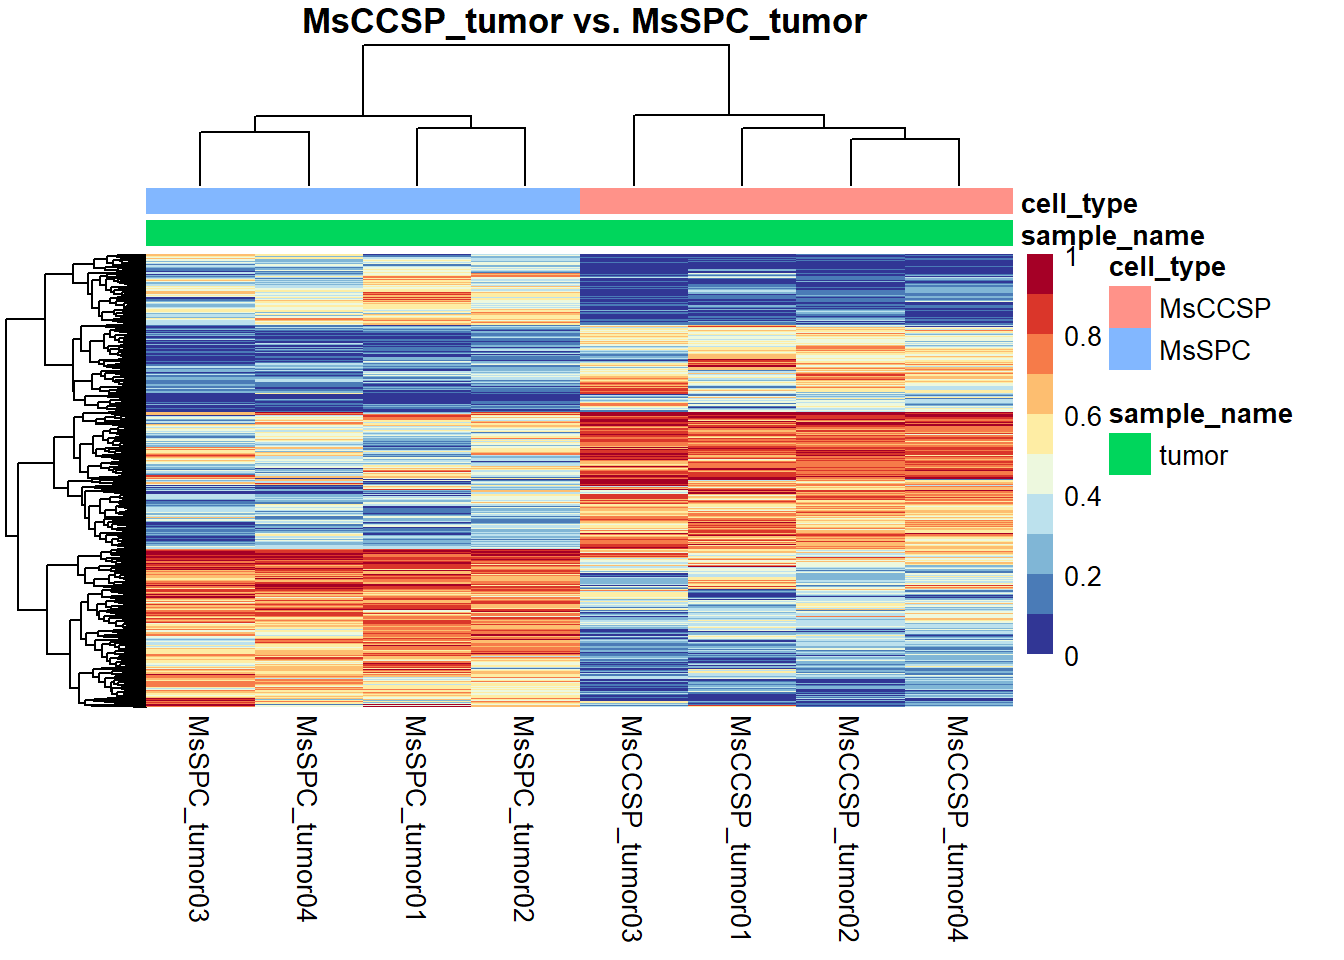 MsCCSP_tumor vs. MsSPC_tumor
cell_type
sample_name
1
0.8
0.6
0.4
0.2
0
cell_type
MsCCSP
MsSPC
sample_name
tumor
MsSPC_tumor03
MsSPC_tumor04
MsSPC_tumor01
MsSPC_tumor02
MsCCSP_tumor03
MsCCSP_tumor01
MsCCSP_tumor02
MsCCSP_tumor04